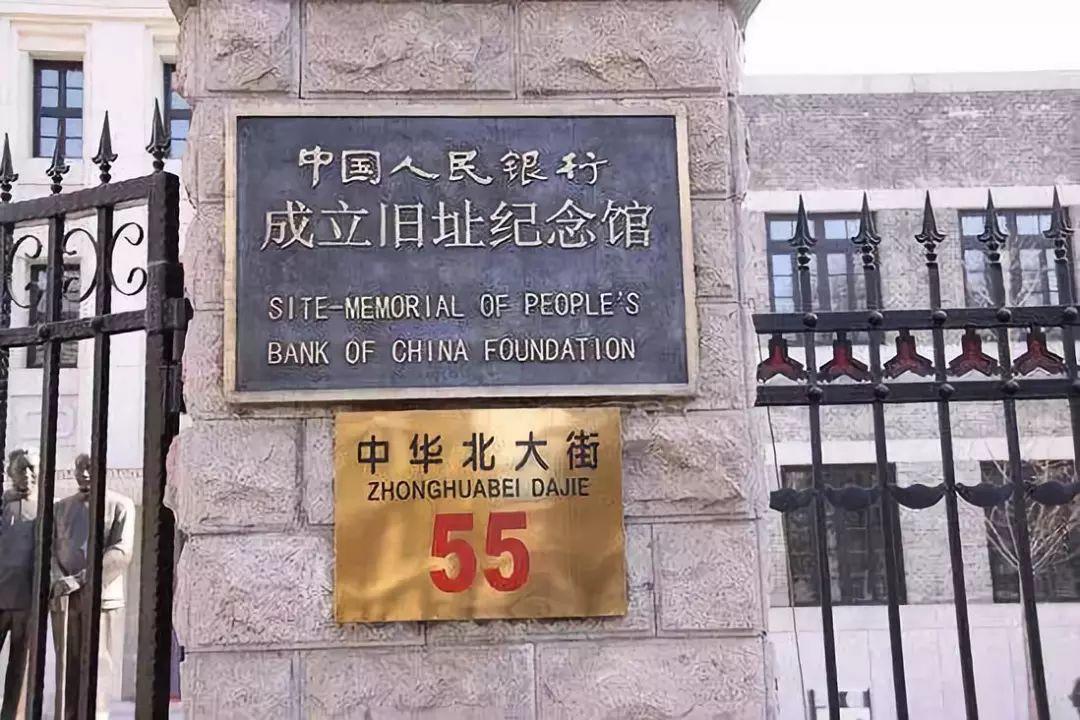 中国人民银行
成立旧址纪念馆
SITE-MEMORIAL OF PEOPLE'S
BANK OF CHINA FOUNDATION
中华北大街
ZHONGHUABEI DAJIE
55